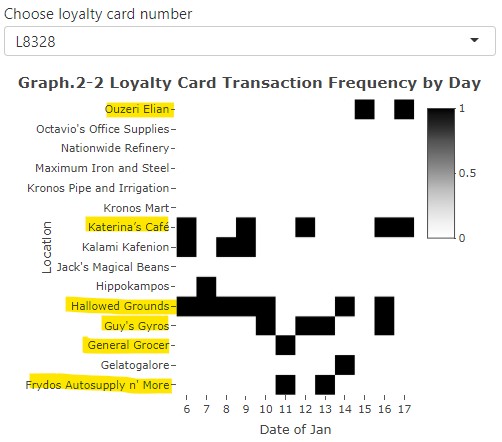 Choose loyalty card number
L8328
Graph.2-2 Loyalty Card Transaction Frequency by Day
Ouzeri Elian
Octavio's Office Supplies
Nationwide Refinery
Maximum Iron and Steel
Kronos Pipe and Irrigation
Kronos Mart
Katerina’s Café
Kalami Kafenion
Jack's Magical Beans
Hippokampos
Hallowed Grounds
Guy's Gyros
General Grocer
Gelatogalore
Frydos Autosupply n' More
Location
6 7 8 9 10 11 12 13 14 15 16 17
Date of Jan
1
0.5
0